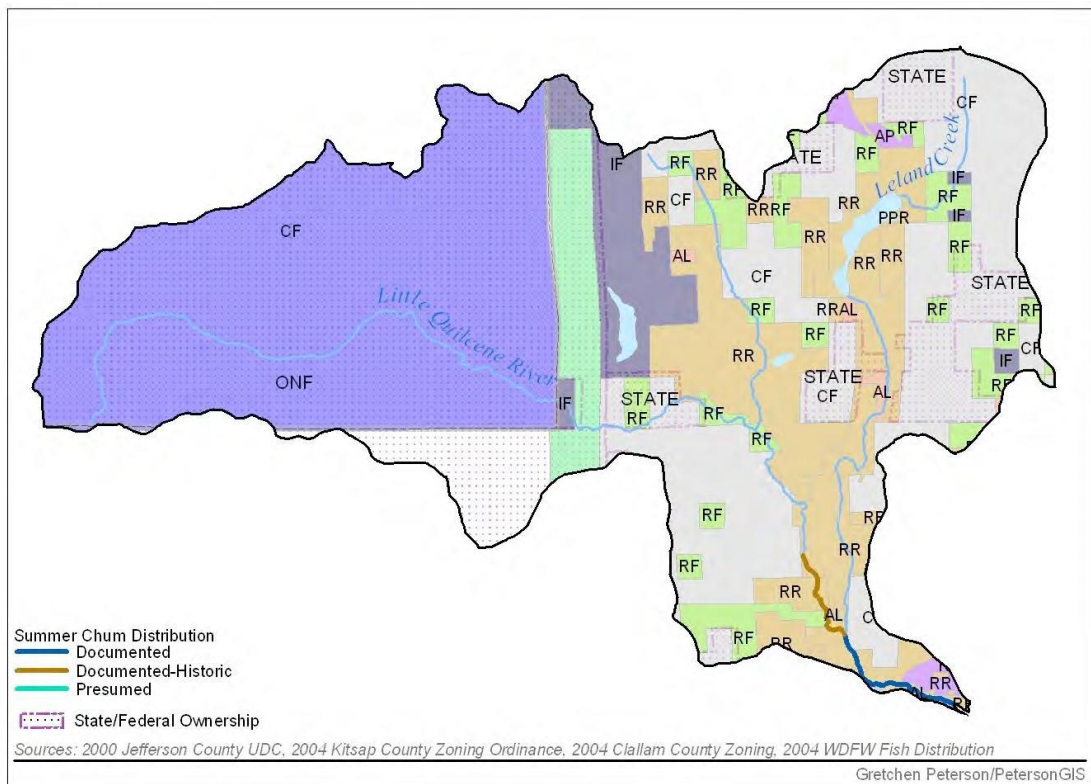 STATE
CF
AP
RF
RF
IF
RF
RR
RF
CF
RR
RRRF
ATE
RR
RR
PPR
Leland Creek
IF
RF
IF
RF
CF
AL
RR
RR
CF
STATE
Little Quilcene River
RF
RRAL
RF
RF
RF
RR
RF
IF
CF
ONF
IF
STATE
RF
RF
STATE
CF
AL
RF
RF
RF
RR
RF
RR
AL
RF
RR
RR
AL
Summer Chum Distribution
Documented
Documented-Historic
Presumed
State/Federal Ownership
Sources: 2000 Jefferson County UDC, 2004 Kitsap County Zoning Ordinance, 2004 Clallam County Zoning, 2004 WDFW Fish Distribution
Gretchen Peterson/PetersonGIS